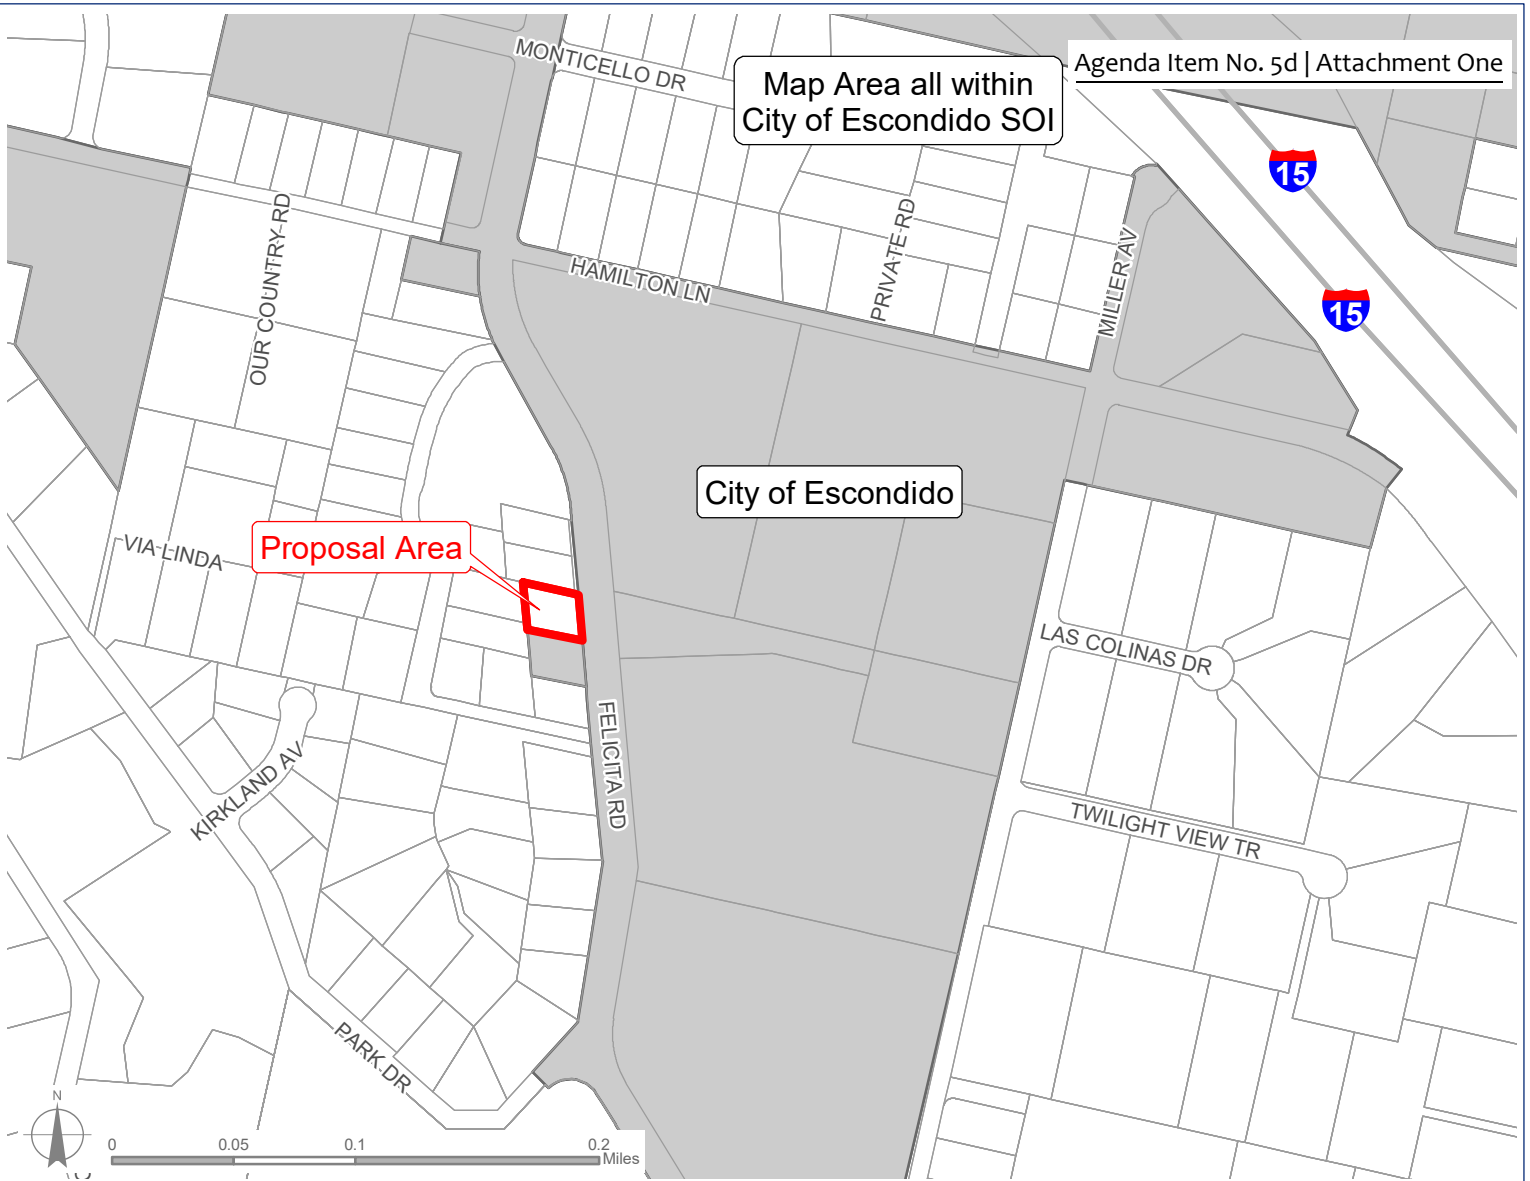 Agenda Item No. 5d | Attachment One
MONTICELLO DR
Map Area all within
City of Escondido SOI
15
OUR COUNTRY RD
PRIVATE RD
MILLER AV
HAMILTON LN
15
City of Escondido
VIA LINDA
Proposal Area
LAS COLINAS DR
FELICITA RD
KIRKLAND AV
TWILIGHT VIEW TR
PARK DR
N
0 0.05 0.1 0.2
Miles